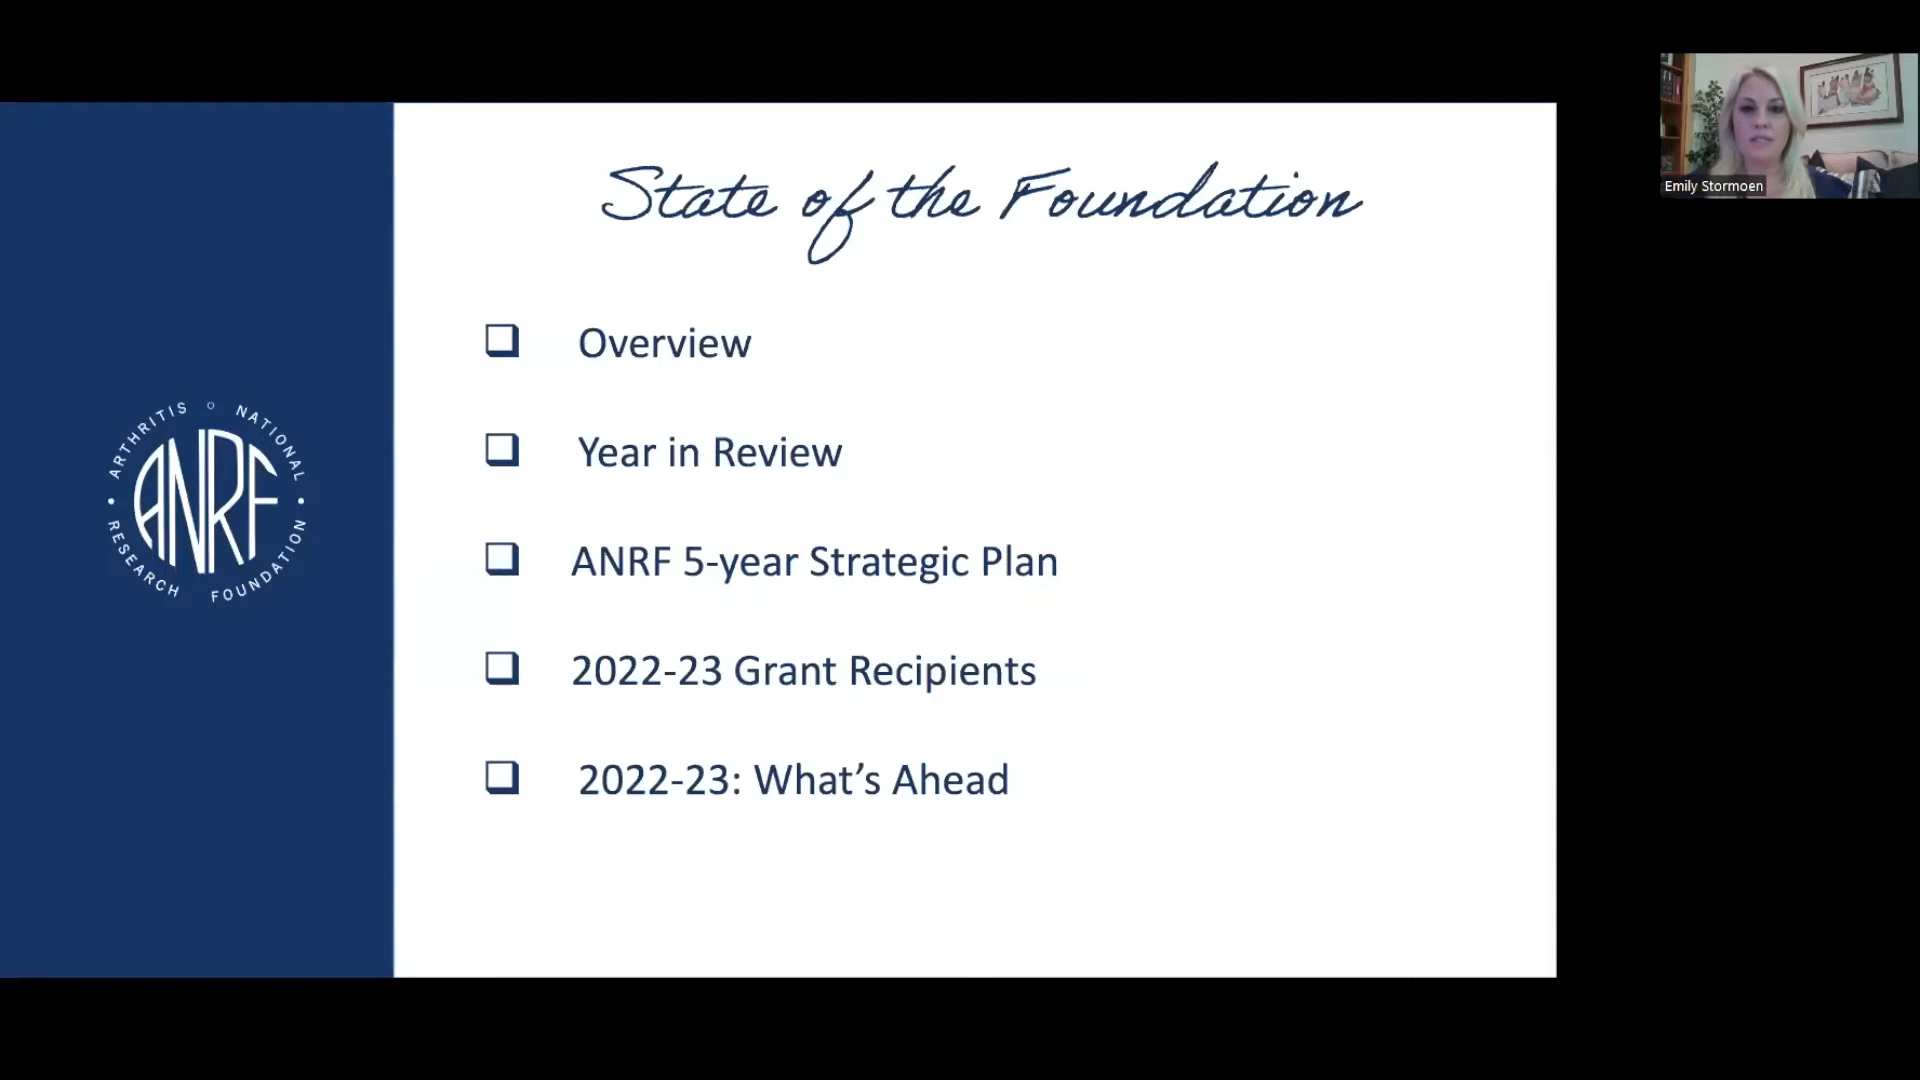 State of the Foundation
Overview
Year in Review
ANRF 5-year Strategic Plan
2022-23 Grant Recipients
2022-23: What’s Ahead
ARTHRITIS NATIONAL
ANRF
RESEARCH FOUNDATION
Emily Stormoen